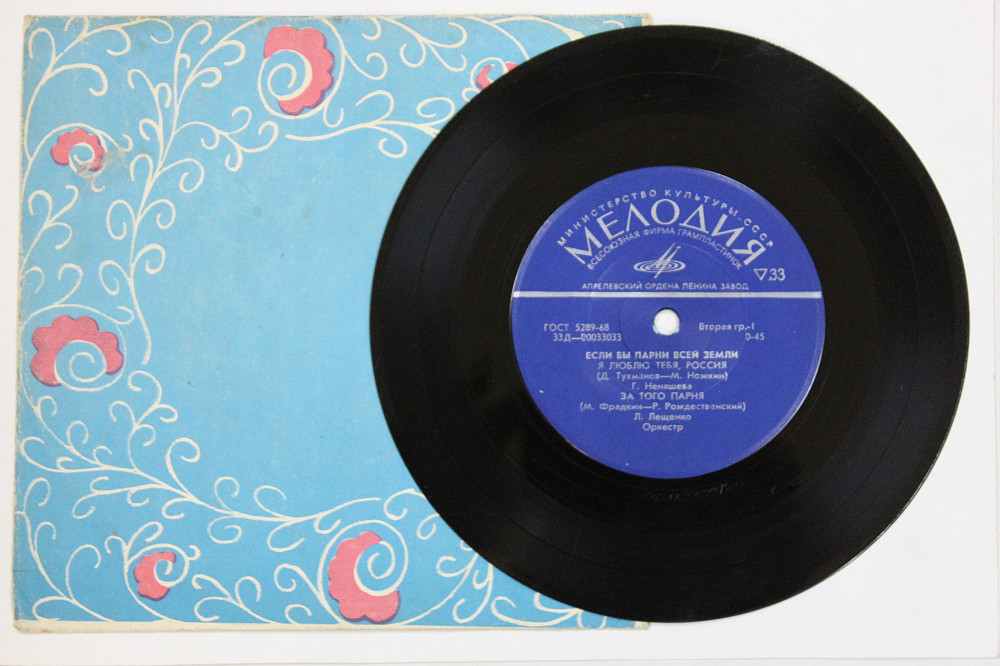 МИНИСТЕРСТВО КУЛЬТУРЫ СССР
МЕЛОДИЯ
ВСЕСОЮЗНАЯ ФИРМА ГРАМПЛАСТИНОК
33
АПРЕЛЕВСКИЙ ОРДЕНА ЛЕНИНА ЗАВОД
ГОСТ 5289-68 Вторая гр.-1
33Д—00033033 0-45
ЕСЛИ БЫ ПАРНИ ВСЕЙ ЗЕМЛИ
Я ЛЮБЛЮ ТЕБЯ, РОССИЯ
(Д. Тухманов—М. Ножкин)
Г. Ненашева
ЗА ТОГО ПАРНЯ
(М. Фрадкин—Р. Рождественский)
Л. Лещенко
Оркестр